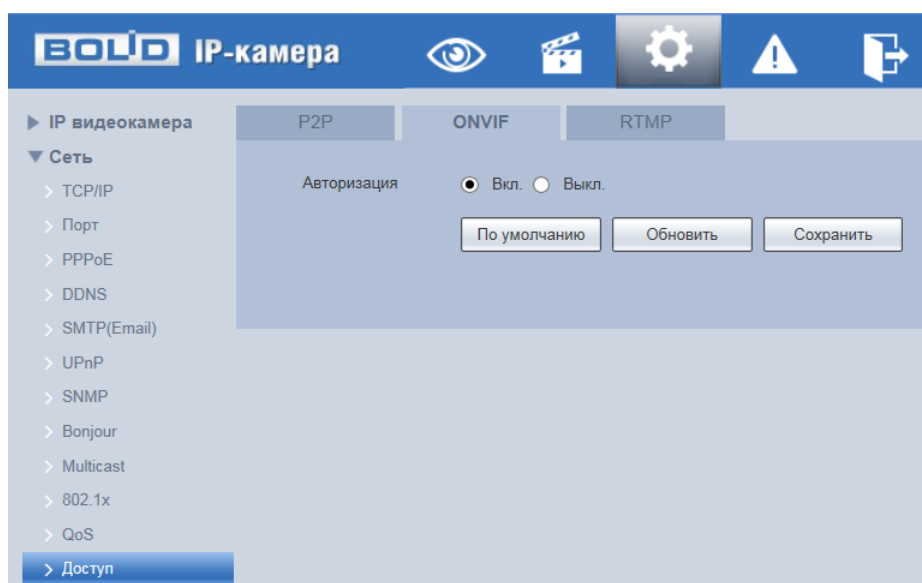 BOLID IP-камера
IP видеокамера
Сеть
TCP/IP
Порт
PPPoE
DDNS
SMTP(Email)
UPnP
SNMP
Bonjour
Multicast
802.1x
QoS
Доступ
P2P ONVIF RTMP
Авторизация Вкл. Выкл.
По умолчанию Обновить Сохранить